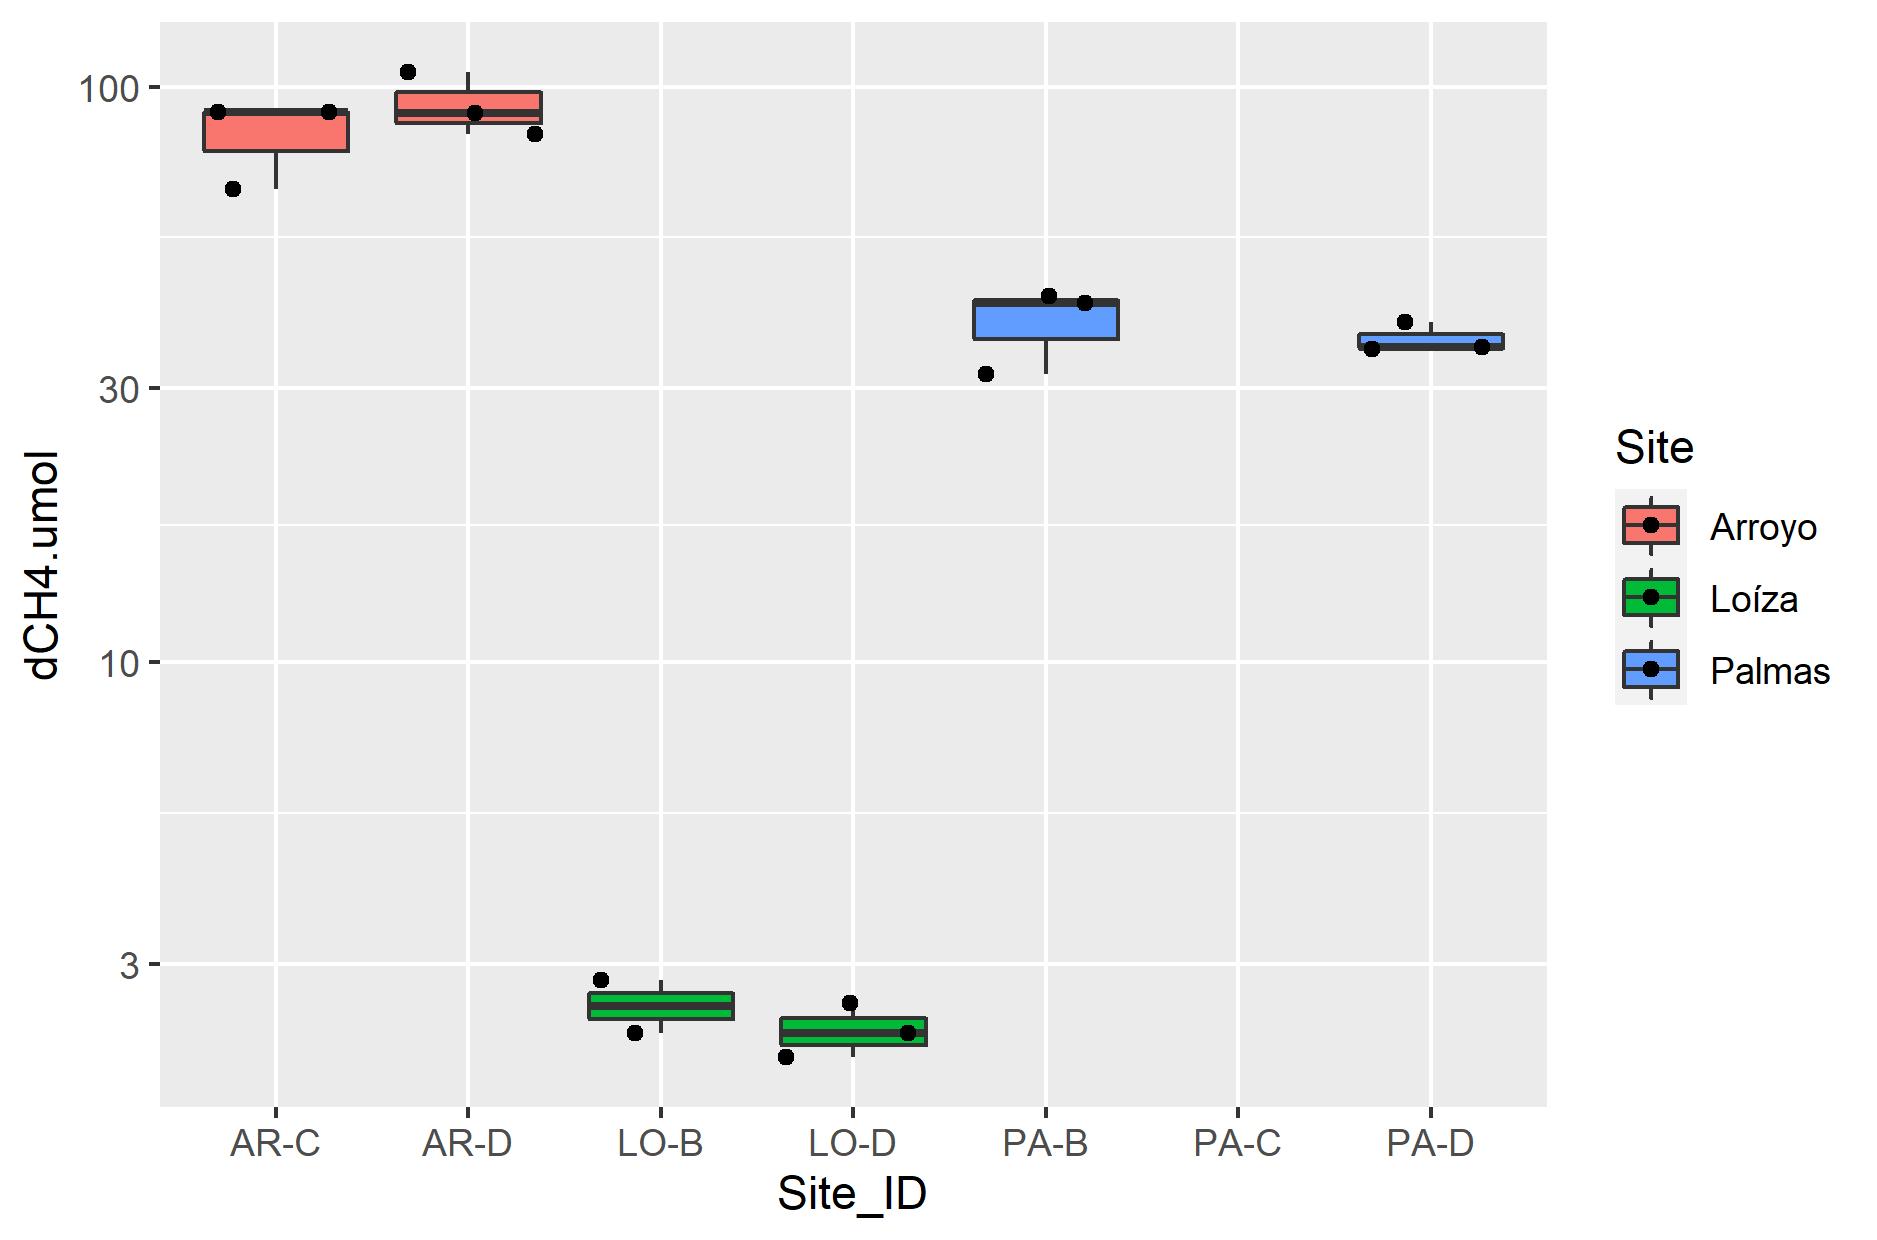 dCH4.umol
100
30
10
3
AR-C AR-D LO-B LO-D PA-B PA-C PA-D
Site_ID
Site
Arroyo
Loíza
Palmas